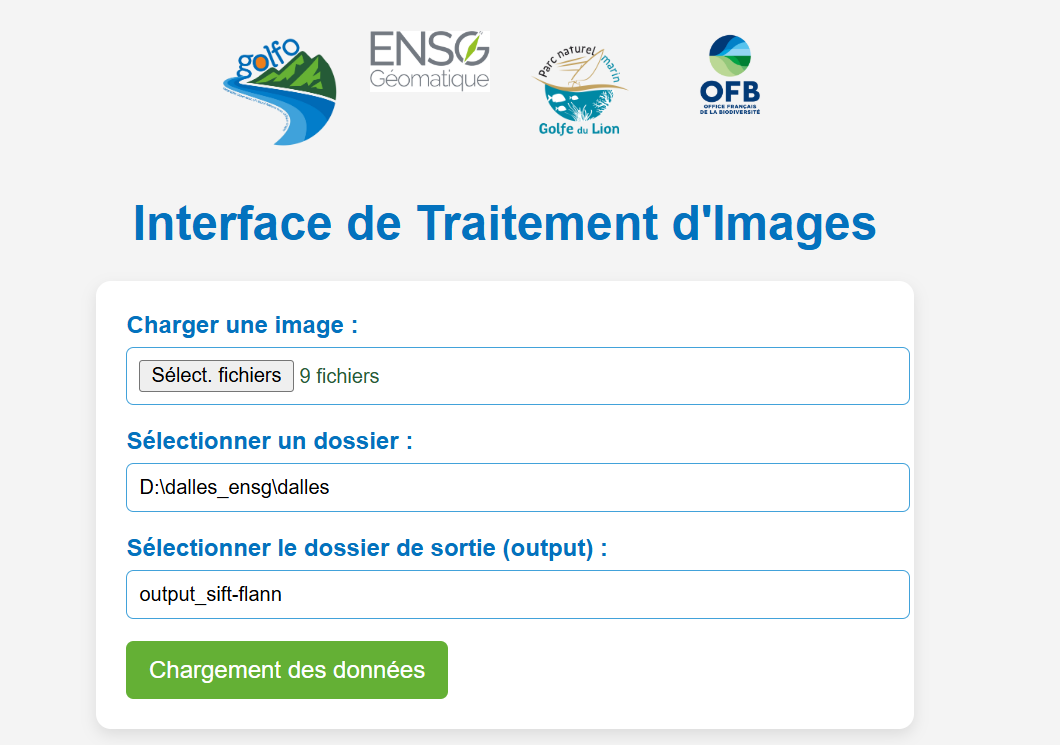 golfo
ENSG
Géomatique
Parc naturel marin
Golfe du Lion
OFB
OFFICE FRANÇAIS
DE LA BIODIVERSITÉ
Interface de Traitement d'Images
Charger une image :
Sélect. fichiers 9 fichiers
Sélectionner un dossier :
D:\dalles_ensg\dalles
Sélectionner le dossier de sortie (output) :
output_sift-flann
Chargement des données